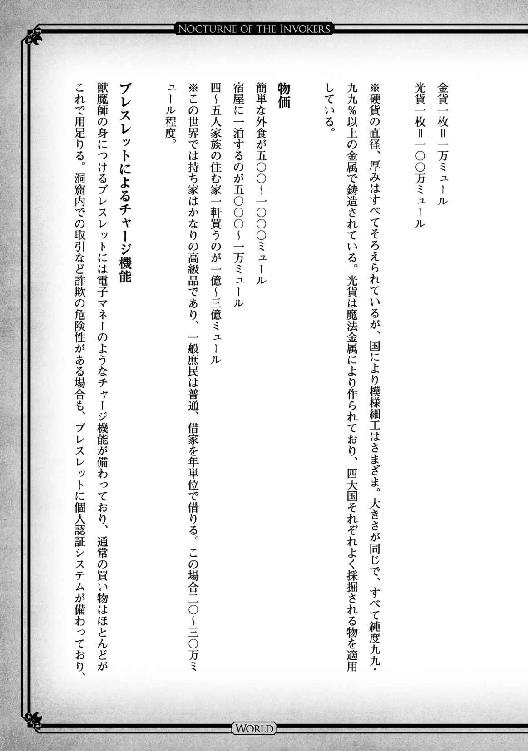 NOCTURNE OF THE INVOKERS
金貨一枚＝一万ミュール
光貨一枚＝一〇〇万ミュール
※硬貨の直径、厚みはすべてそろえられているが、国により模様細工はさまざま。大きさが同じで、すべて純度九九・
九九％以上の金属で鋳造されている。光貨は魔法金属により作られており、四大国それぞれよく採掘される物を適用
している。
物価
簡単な外食が五〇〇～一〇〇〇ミュール
宿屋に一泊するのが五〇〇〇～一万ミュール
四～五人家族の住む家一軒買うのが一億～三億ミュール
※この世界では持ち家はかなりの高級品であり、一般庶民は普通、借家を年単位で借りる。この場合二〇～三〇万ミ
ュール程度。
ブレスレットによるチャージ機能
獣魔師の身につけるブレスレットには電子マネーのようなチャージ機能が備わっており、通常の買い物はほとんどが
これで用足りる。洞窟内での取引など詐欺の危険性がある場合も、ブレスレットに個人認証システムが備わっており、
WORLD